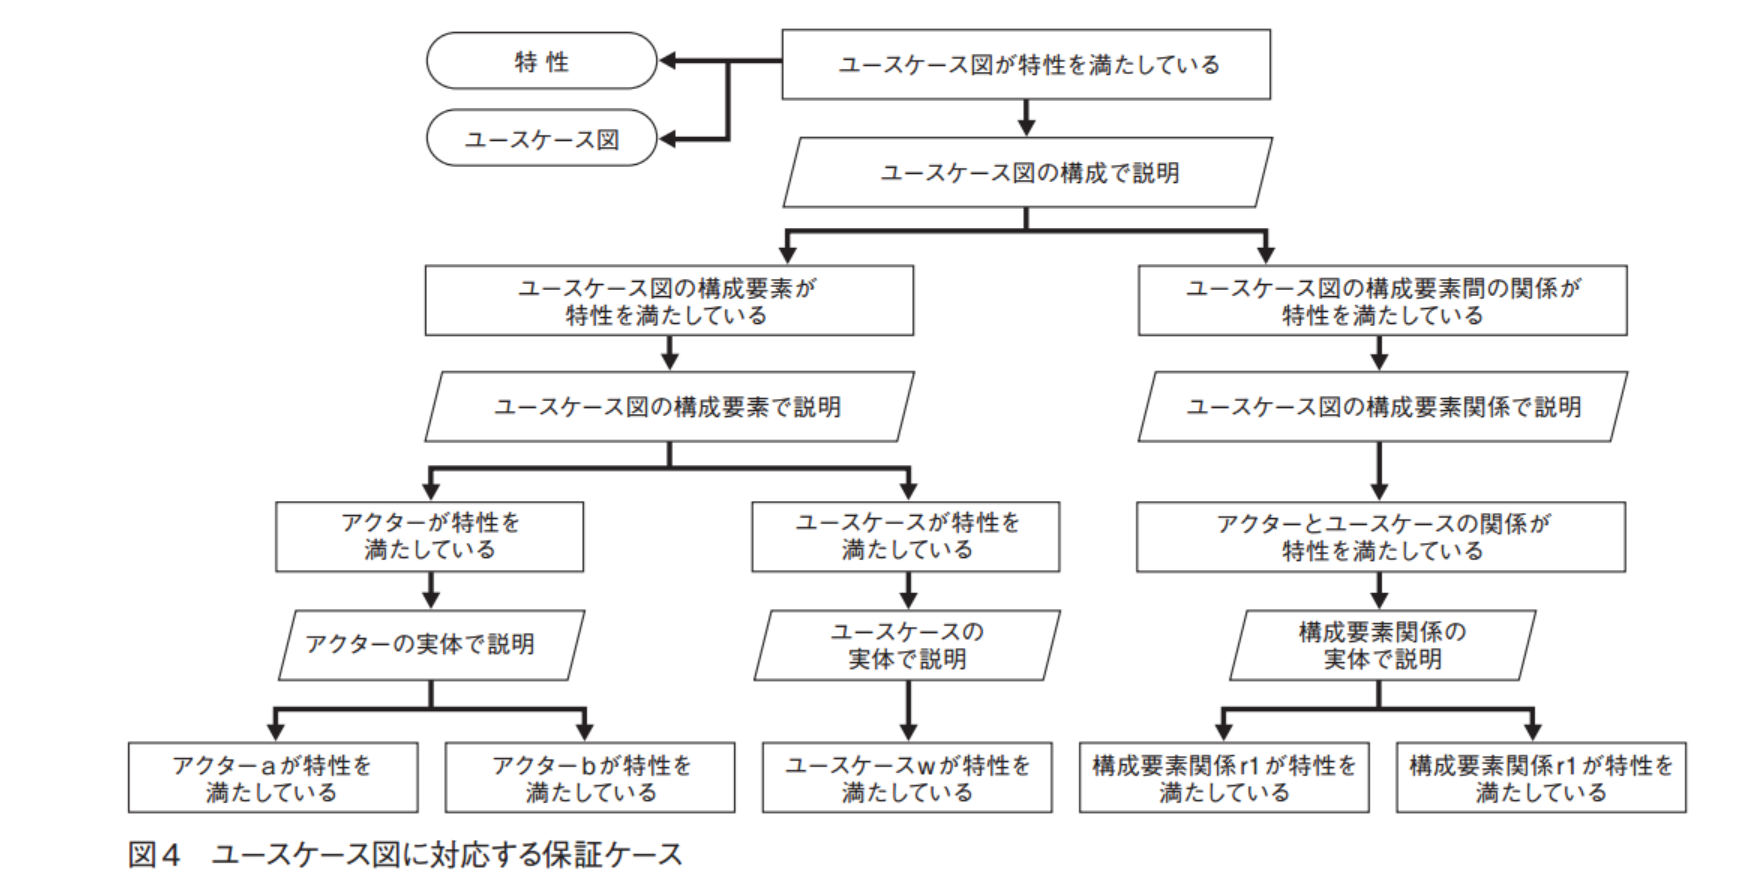 特 性
ユースケース図が特性を満たしている
ユースケース図
ユースケース図の構成で説明
ユースケース図の構成要素が
特性を満たしている
ユースケース図の構成要素間の関係が
特性を満たしている
ユースケース図の構成要素で説明
ユースケース図の構成要素関係で説明
アクターが特性を
満たしている
ユースケースが特性を
満たしている
アクターとユースケースの関係が
特性を満たしている
アクターの実体で説明
ユースケースの
実体で説明
構成要素関係の
実体で説明
アクターaが特性を
満たしている
アクターbが特性を
満たしている
ユースケースwが特性を
満たしている
構成要素関係r1が特性を
満たしている
構成要素関係r1が特性を
満たしている
図4 ユースケース図に対応する保証ケース